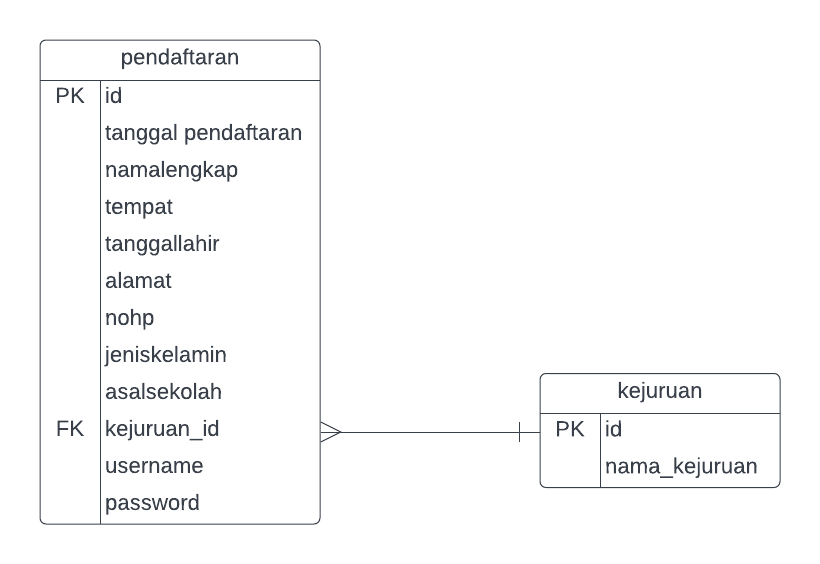 pendaftaran
PK id
tanggal pendaftaran
namalengkap
tempat
tanggallahir
alamat
nohp
jeniskelamin
asalsekolah
FK kejuruan_id
username
password
kejuruan
PK id
nama_kejuruan